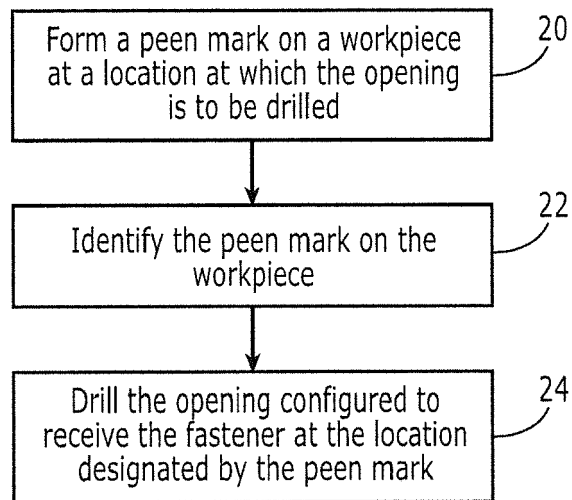 Form a peen mark on a workpiece
at a location at which the opening
is to be drilled
20
Identify the peen mark on the
workpiece
22
Drill the opening configured to
receive the fastener at the location
designated by the peen mark
24